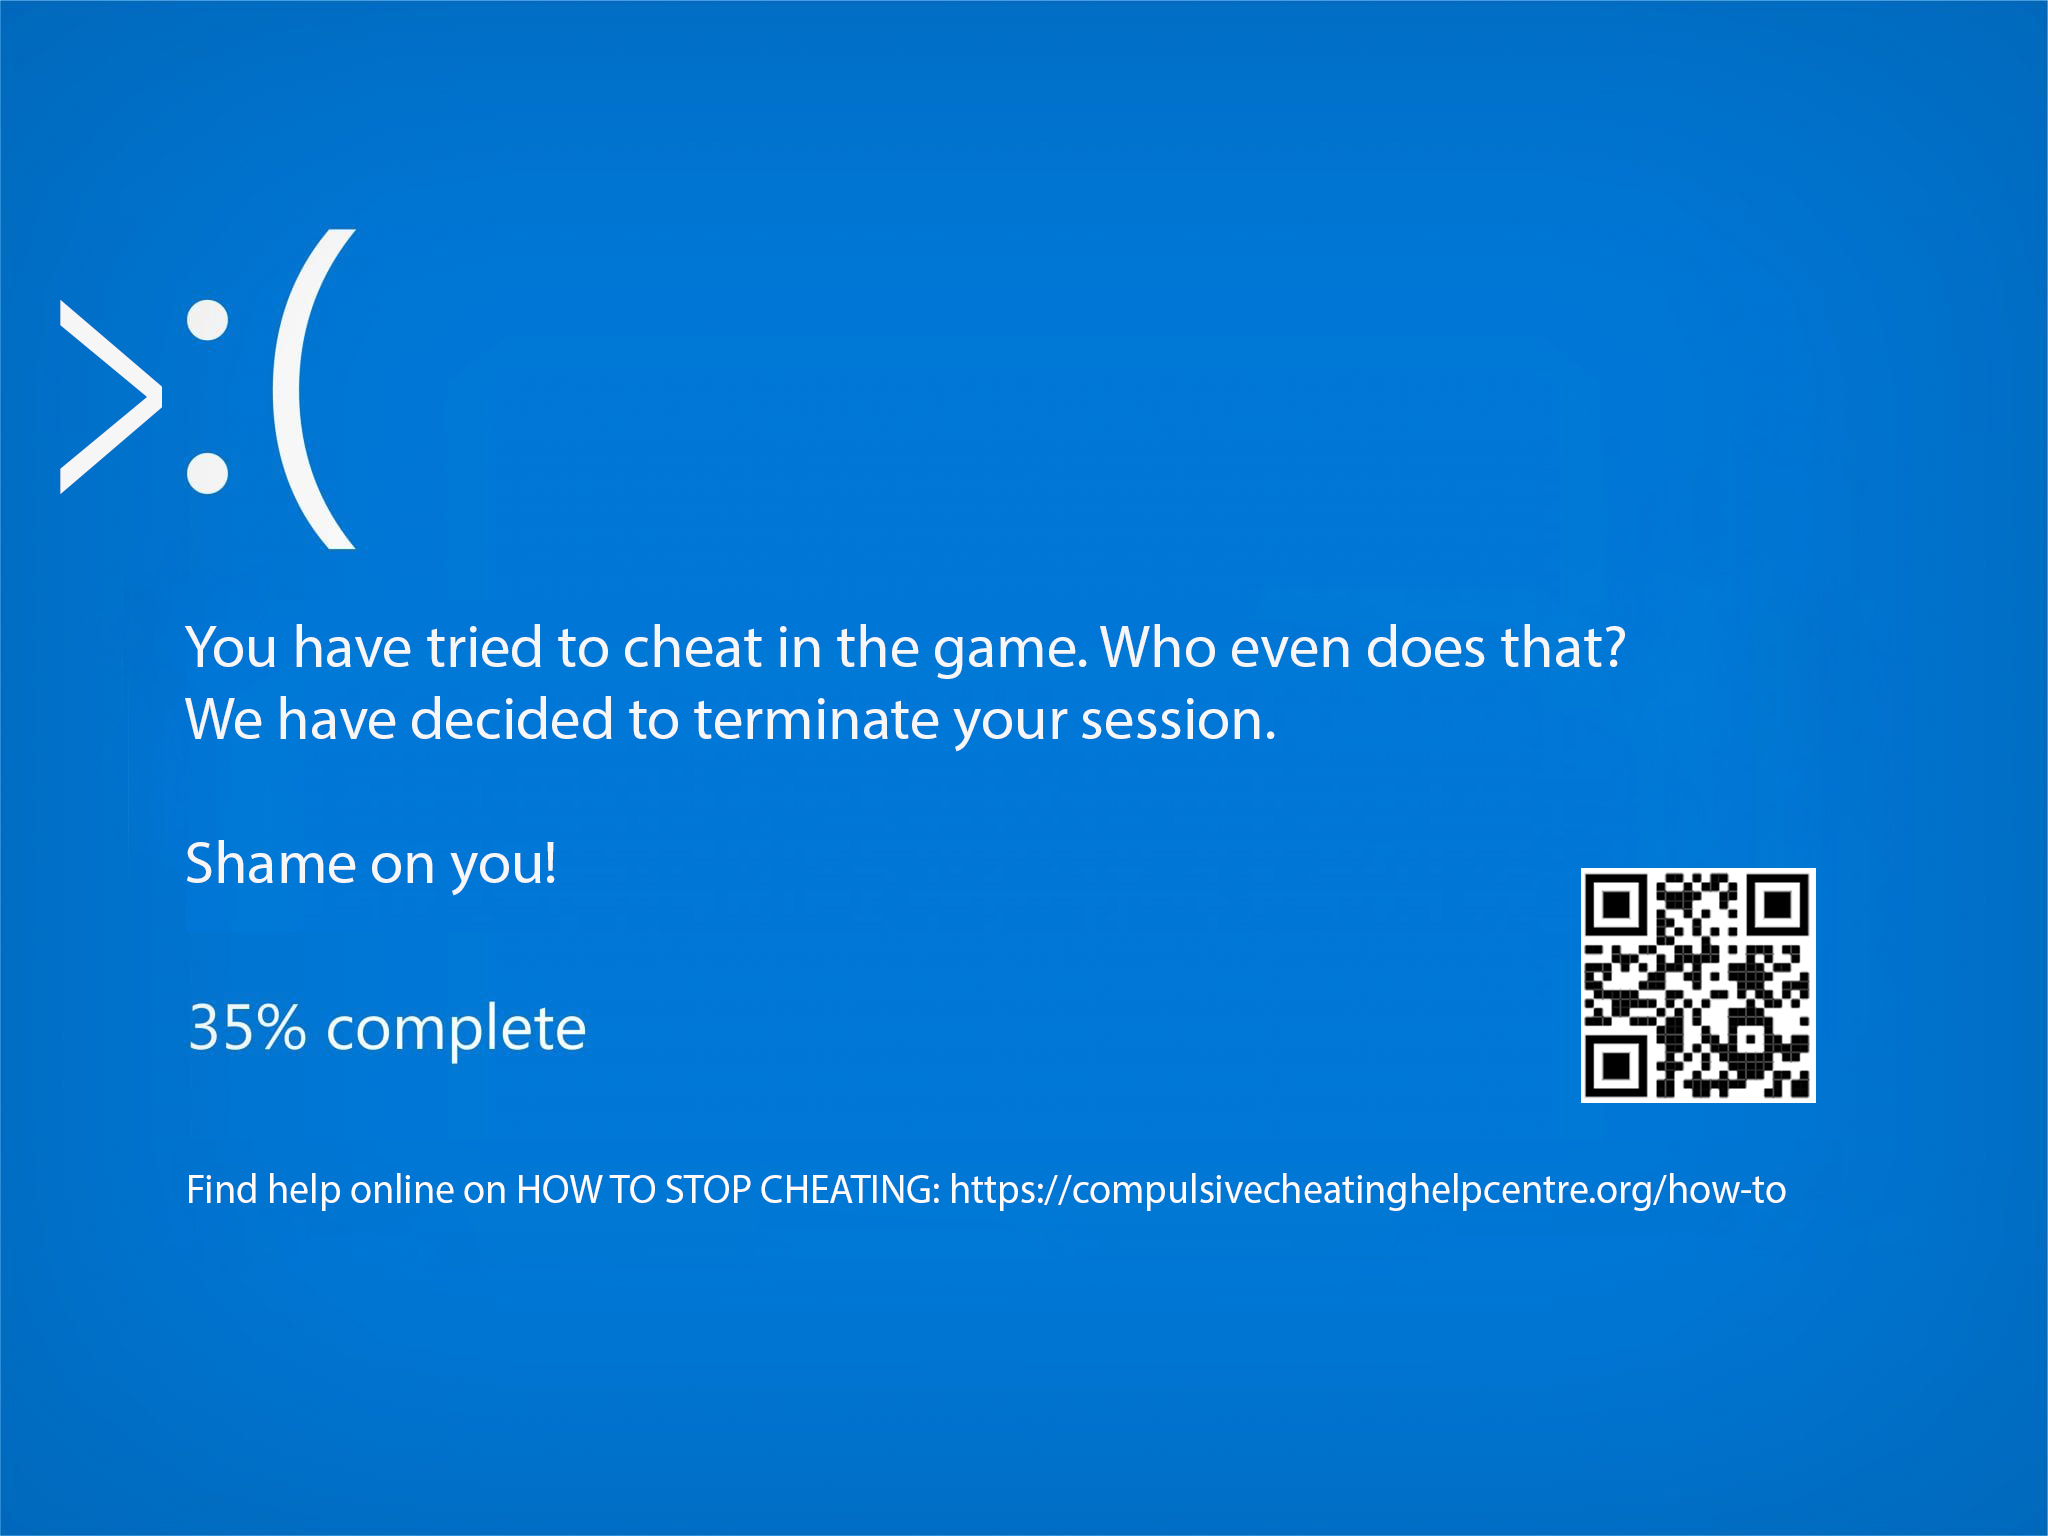 >:(
You have tried to cheat in the game. Who even does that?
We have decided to terminate your session.
Shame on you!
35% complete
Find help online on HOW TO STOP CHEATING: https://compulsivecheatinghelpcentre.org/how-to